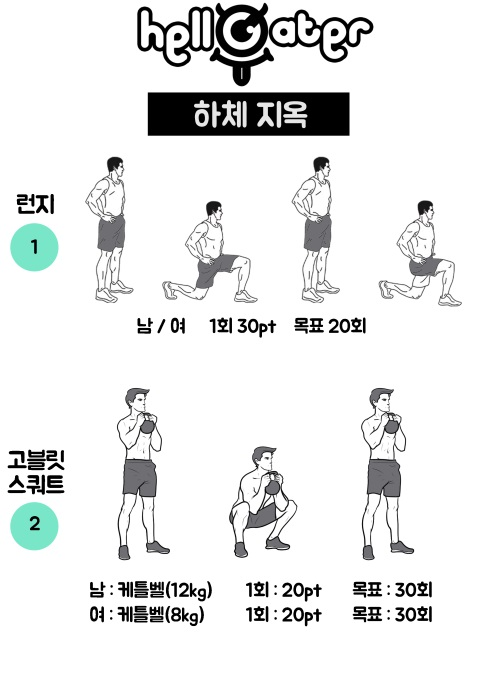 hellGater
하체 지옥
런지
1
남 / 여 1회 30pt 목표 20회
고블릿
스쿼트
2
남 : 케틀벨(12kg) 1회 : 20pt 목표 : 30회
여 : 케틀벨(8kg) 1회 : 20pt 목표 : 30회